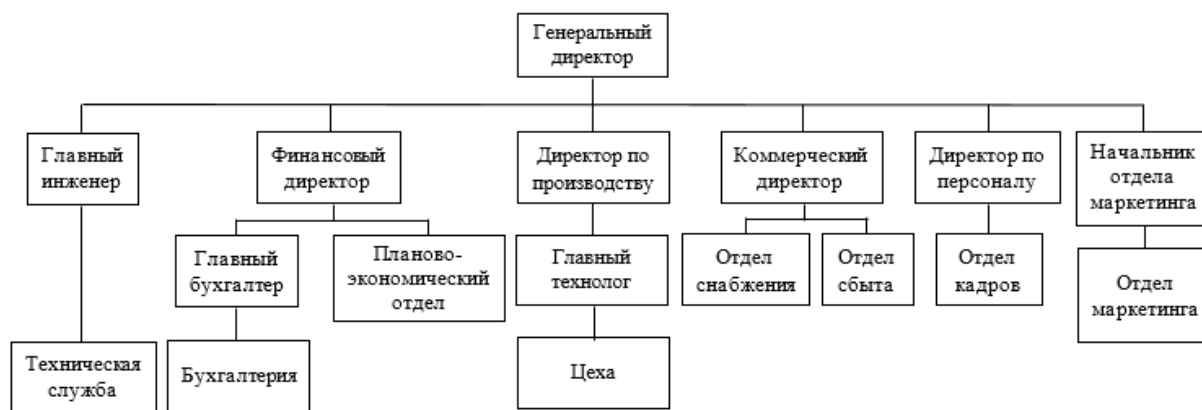 Генеральный
директор
Главный
инженер
Финансовый
директор
Директор по
производству
Коммерческий
директор
Директор по
персоналу
Начальник
отдела
маркетинга
Главный
бухгалтер
Планово-
экономический
отдел
Главный
технолог
Отдел
снабжения
Отдел
сбыта
Отдел
кадров
Отдел
маркетинга
Техническая
служба
Бухгалтерия
Цеха